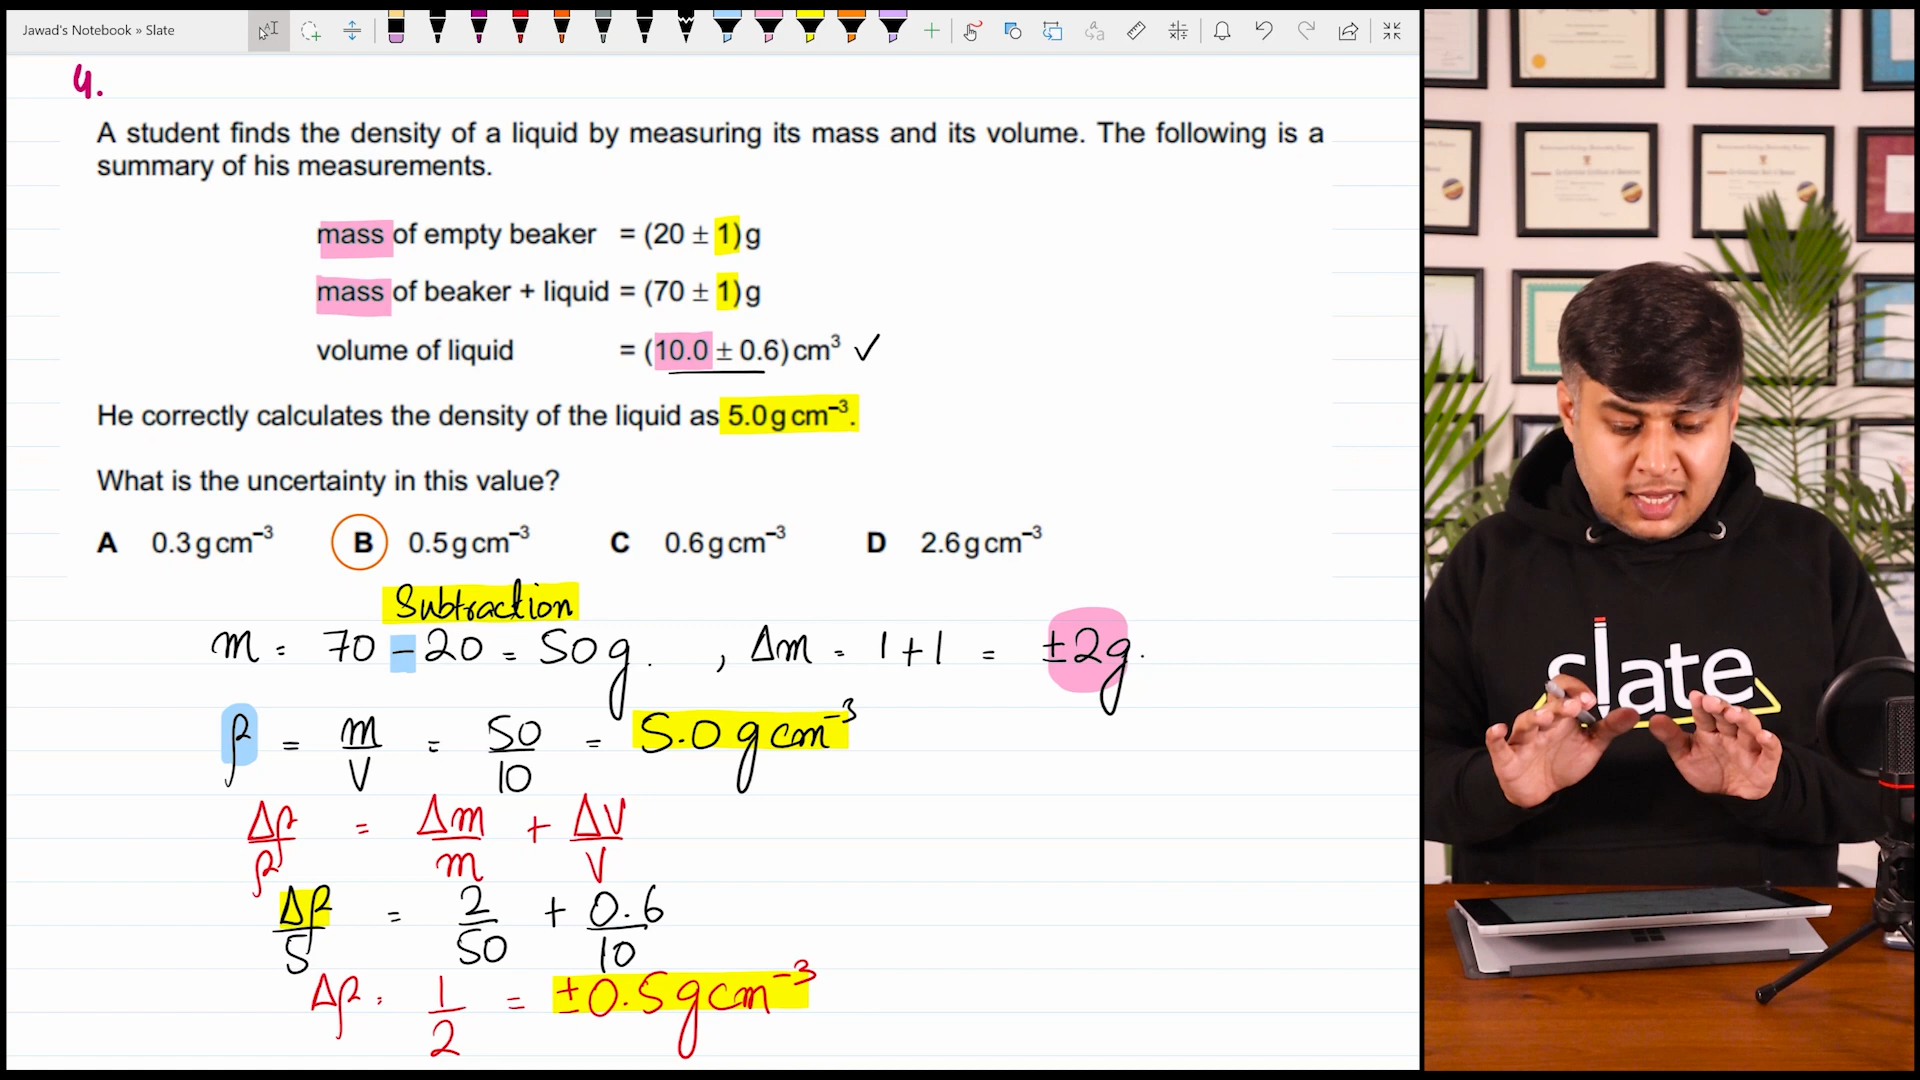 Jawad's Notebook » Slate
4.
A student finds the density of a liquid by measuring its mass and its volume. The following is a
summary of his measurements.
mass of empty beaker = (20 ± 1) g
mass of beaker + liquid = (70 ± 1) g
volume of liquid = (10.0 ± 0.6) cm³ ✓
He correctly calculates the density of the liquid as 5.0 g cm⁻³.
What is the uncertainty in this value?
A 0.3 g cm⁻³ B 0.5 g cm⁻³ C 0.6 g cm⁻³ D 2.6 g cm⁻³
Subtraction
m = 70 − 20 = 50g. , Δm = 1 + 1 = ±2g.
ρ = m/V = 50/10 = 5.0 g cm⁻³
Δρ/ρ = Δm/m + ΔV/V
Δρ/5 = 2/50 + 0.6/10
Δρ = 1/2 = ±0.5 g cm⁻³
slate